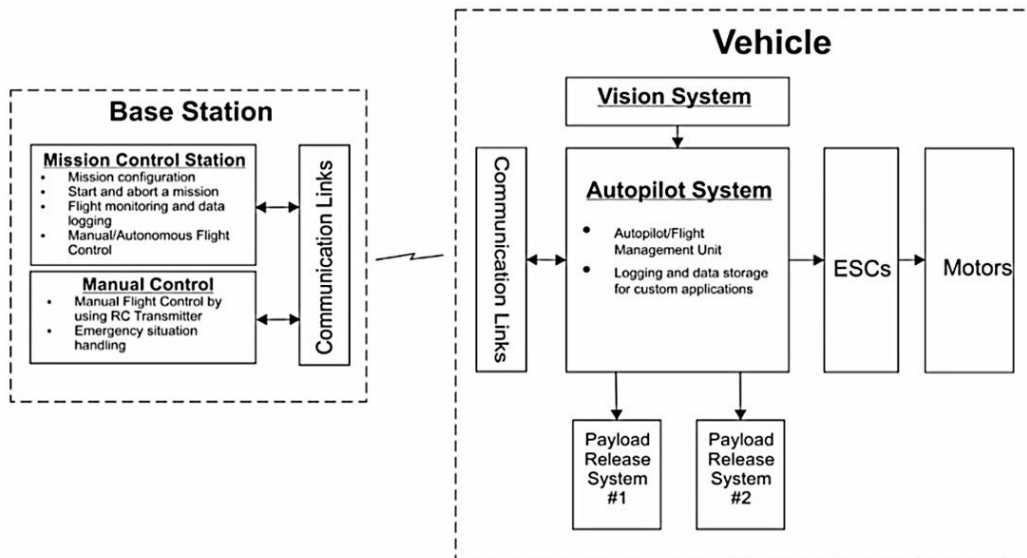 Base Station
Mission Control Station
• Mission configuration
• Start and abort a mission
• Flight monitoring and data
logging
• Manual/Autonomous Flight
Control
Manual Control
• Manual Flight Control by
using RC Transmitter
• Emergency situation
handling
Communication Links
Vehicle
Vision System
Communication Links
Autopilot System
• Autopilot/Flight
Management Unit
• Logging and data storage
for custom applications
ESCs
Motors
Payload
Release
System
#1
Payload
Release
System
#2